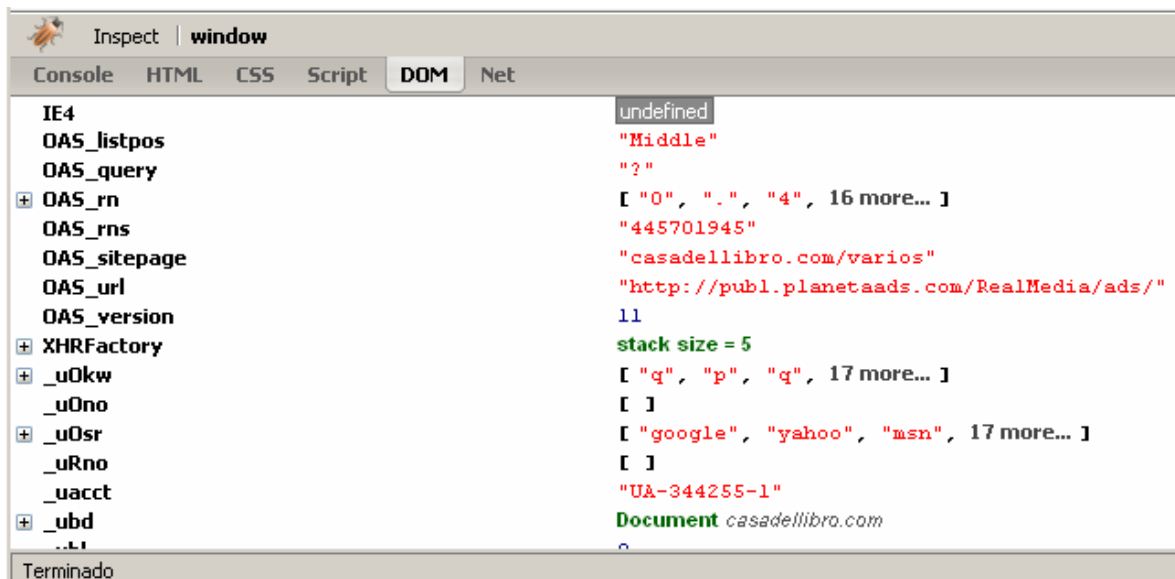 Inspect | window
Console HTML CSS Script DOM Net
IE4 undefined
OAS_listpos "Middle"
OAS_query "?"
OAS_rn [ "0", ".", "4", 16 more... ]
OAS_rns "445701945"
OAS_sitepage "casadellibro.com/varios"
OAS_url "http://publ.planetaads.com/RealMedia/ads/"
OAS_version 11
XHRFactory stack size = 5
_uOkw [ "q", "p", "q", 17 more... ]
_uOno [ ]
_uOsr [ "google", "yahoo", "msn", 17 more... ]
_uRno [ ]
_uacct "UA-344255-1"
_ubd Document casadellibro.com
Terminado